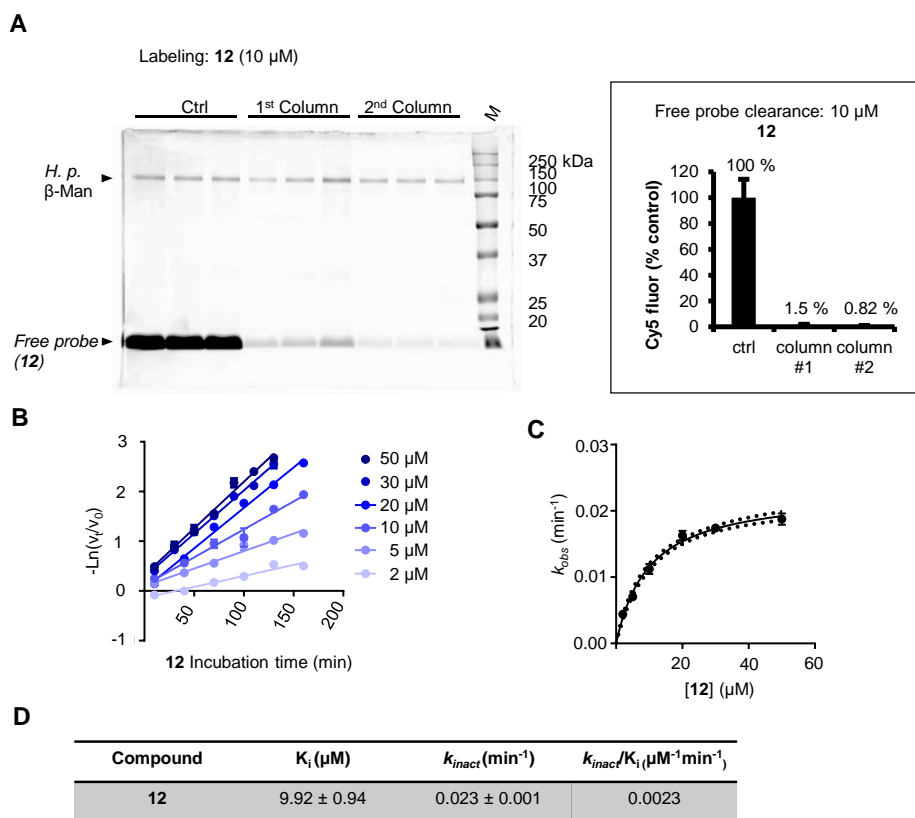 A
Labeling: 12 (10 µM)
Ctrl 1st Column 2nd Column M
H. p.
β-Man
250 kDa
150
100
75
50
37
25
20
Free probe
(12)
Free probe clearance: 10 µM
12
Cy5 fluor (% control)
120
100
80
60
40
20
0
100 %
1.5 %
0.82 %
ctrl column column
#1 #2
B
-Ln(vt/v0)
3
2
1
0
-1
50
100
150
200
12 Incubation time (min)
50 µM
30 µM
20 µM
10 µM
5 µM
2 µM
C
kobs (min-1)
0.03
0.02
0.01
0.00
20 40 60
[12] (µM)
D
Compound Ki (µM) kinact (min-1) kinact/Ki (µM-1min-1)
12 9.92 ± 0.94 0.023 ± 0.001 0.0023